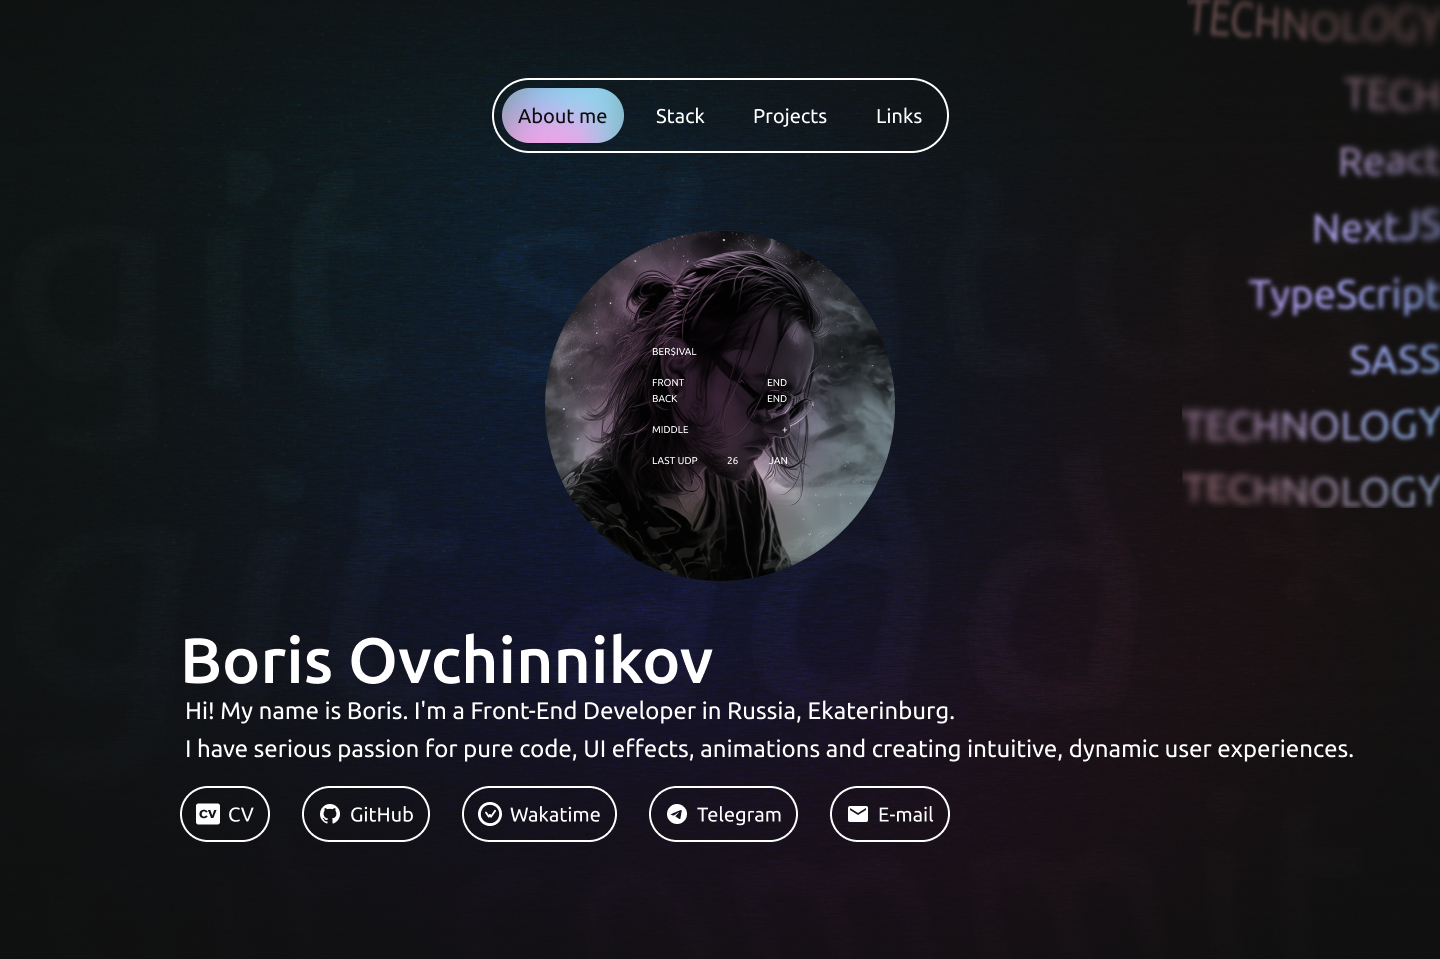 About me
Stack
Projects
Links
TECHNOLOGY
TECH
React
NextJS
TypeScript
SASS
TECHNOLOGY
TECHNOLOGY
BER$IVAL
FRONT END
BACK END
MIDDLE +
LAST UDP 26 JAN
git
git add
Boris Ovchinnikov
Hi! My name is Boris. I'm a Front-End Developer in Russia, Ekaterinburg.
I have serious passion for pure code, UI effects, animations and creating intuitive, dynamic user experiences.
CV CV
GitHub
Wakatime
Telegram
E-mail